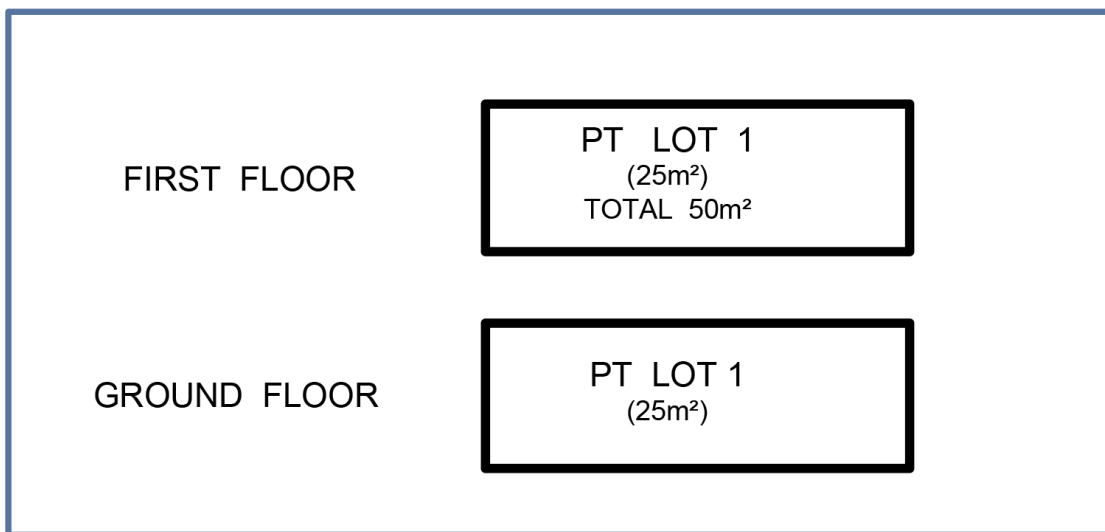 FIRST FLOOR
PT LOT 1
(25m²)
TOTAL 50m²
GROUND FLOOR
PT LOT 1
(25m²)